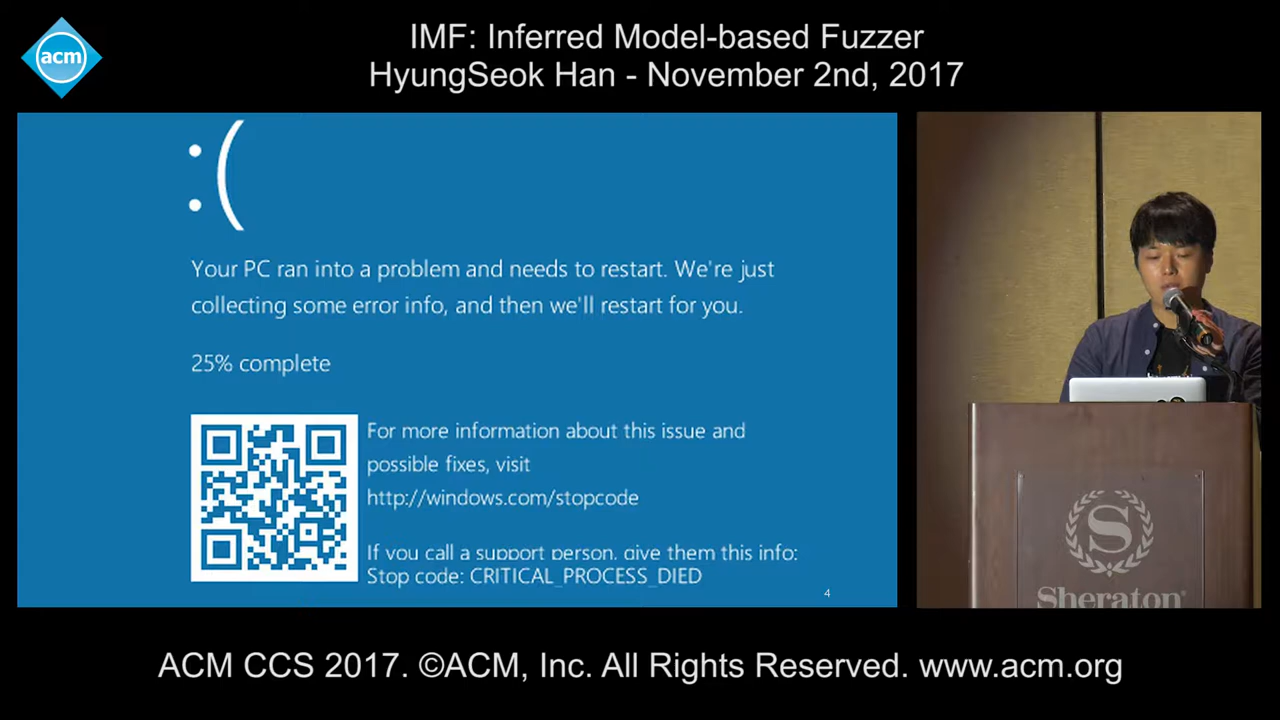 acm
IMF: Inferred Model-based Fuzzer
HyungSeok Han - November 2nd, 2017
:(
Your PC ran into a problem and needs to restart. We're just
collecting some error info, and then we'll restart for you.
25% complete
For more information about this issue and
possible fixes, visit
http://windows.com/stopcode
If you call a support person, give them this info:
Stop code: CRITICAL_PROCESS_DIED
4
S
Sheraton
ACM CCS 2017. ©ACM, Inc. All Rights Reserved. www.acm.org